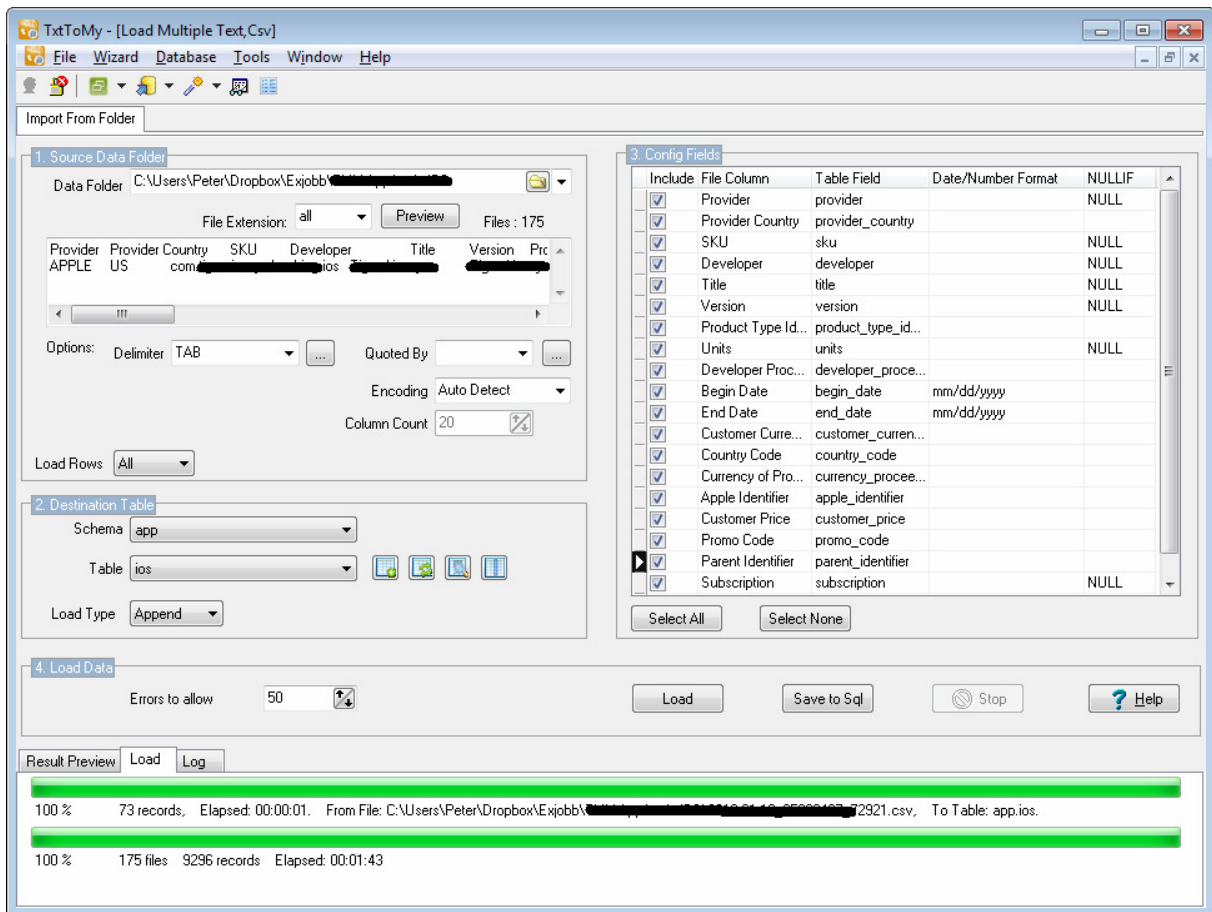 TxtToMy - [Load Multiple Text,Csv]
File Wizard Database Tools Window Help
Import From Folder
1. Source Data Folder
Data Folder C:\Users\Peter\Dropbox\Exjobb\
File Extension: all Preview Files : 175
Provider Provider Country SKU Developer Title Version Prc
APPLE US com ios
Options: Delimiter TAB ... Quoted By ...
Encoding Auto Detect
Column Count 20
Load Rows All
2. Destination Table
Schema app
Table ios
Load Type Append
3. Config Fields
Include File Column Table Field Date/Number Format NULLIF
Provider provider NULL
Provider Country provider_country
SKU sku NULL
Developer developer NULL
Title title NULL
Version version NULL
Product Type Id... product_type_id...
Units units NULL
Developer Proc... developer_proce...
Begin Date begin_date mm/dd/yyyy
End Date end_date mm/dd/yyyy
Customer Curre... customer_curren...
Country Code country_code
Currency of Pro... currency_procee...
Apple Identifier apple_identifier
Customer Price customer_price
Promo Code promo_code
Parent Identifier parent_identifier
Subscription subscription NULL
Select All Select None
4. Load Data
Errors to allow 50 Load Save to Sql Stop Help
Result Preview Load Log
100 % 73 records, Elapsed: 00:00:01. From File: C:\Users\Peter\Dropbox\Exjobb\ 72921.csv, To Table: app.ios.
100 % 175 files 9296 records Elapsed: 00:01:43